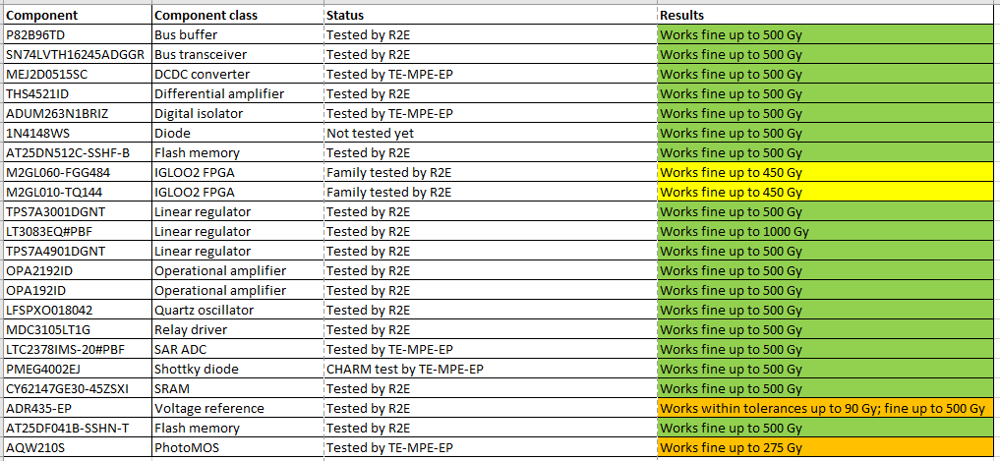 Component Component class Status Results
P82B96TD Bus buffer Tested by R2E Works fine up to 500 Gy
SN74LVTH16245ADGGR Bus transceiver Tested by R2E Works fine up to 500 Gy
MEJ2D0515SC DCDC converter Tested by TE-MPE-EP Works fine up to 500 Gy
THS4521ID Differential amplifier Tested by R2E Works fine up to 500 Gy
ADUM263N1BRIZ Digital isolator Tested by TE-MPE-EP Works fine up to 500 Gy
1N4148WS Diode Not tested yet Works fine up to 500 Gy
AT25DN512C-SSHF-B Flash memory Tested by R2E Works fine up to 500 Gy
M2GL060-FGG484 IGLOO2 FPGA Family tested by R2E Works fine up to 450 Gy
M2GL010-TQ144 IGLOO2 FPGA Family tested by R2E Works fine up to 450 Gy
TPS7A3001DGNT Linear regulator Tested by R2E Works fine up to 500 Gy
LT3083EQ#PBF Linear regulator Tested by R2E Works fine up to 1000 Gy
TPS7A4901DGNT Linear regulator Tested by R2E Works fine up to 500 Gy
OPA2192ID Operational amplifier Tested by R2E Works fine up to 500 Gy
OPA192ID Operational amplifier Tested by R2E Works fine up to 500 Gy
LFSPXO018042 Quartz oscillator Tested by R2E Works fine up to 500 Gy
MDC3105LT1G Relay driver Tested by R2E Works fine up to 500 Gy
LTC2378IMS-20#PBF SAR ADC Tested by TE-MPE-EP Works fine up to 500 Gy
PMEG4002EJ Shottky diode CHARM test by TE-MPE-EP Works fine up to 500 Gy
CY62147GE30-45ZSXI SRAM Tested by R2E Works fine up to 500 Gy
ADR435-EP Voltage reference Tested by R2E Works within tolerances up to 90 Gy; fine up to 500 Gy
AT25DF041B-SSHN-T Flash memory Tested by R2E Works fine up to 500 Gy
AQW210S PhotoMOS Tested by TE-MPE-EP Works fine up to 275 Gy